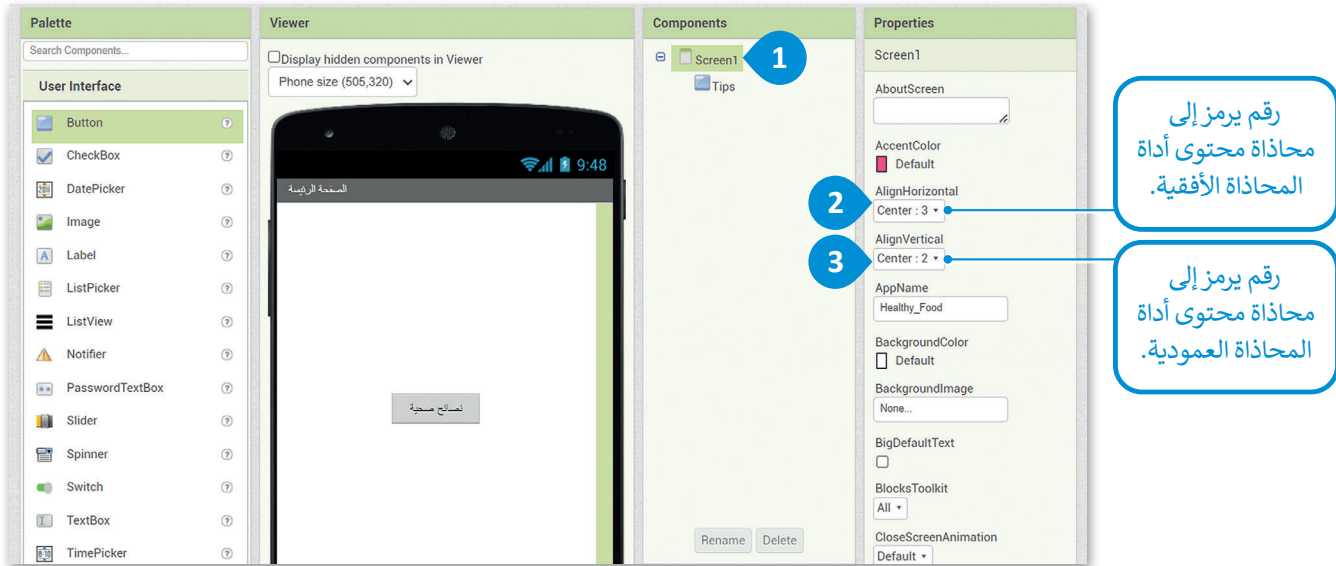 Palette
Search Components...
User Interface
Button
CheckBox
DatePicker
Image
Label
ListPicker
ListView
Notifier
PasswordTextBox
Slider
Spinner
Switch
TextBox
TimePicker
Viewer
Display hidden components in Viewer
Phone size (505,320)
9:48
الصفحة الرئيسة
نصائح صحية
Components
Screen1
1
Tips
Rename Delete
Properties
Screen1
AboutScreen
AccentColor
Default
AlignHorizontal
2
Center : 3
AlignVertical
3
Center : 2
AppName
Healthy_Food
BackgroundColor
Default
BackgroundImage
None...
BigDefaultText
BlocksToolkit
All
CloseScreenAnimation
Default
رقم يرمز إلى
محاذاة محتوى أداة
المحاذاة الأفقية.
رقم يرمز إلى
محاذاة محتوى أداة
المحاذاة العمودية.